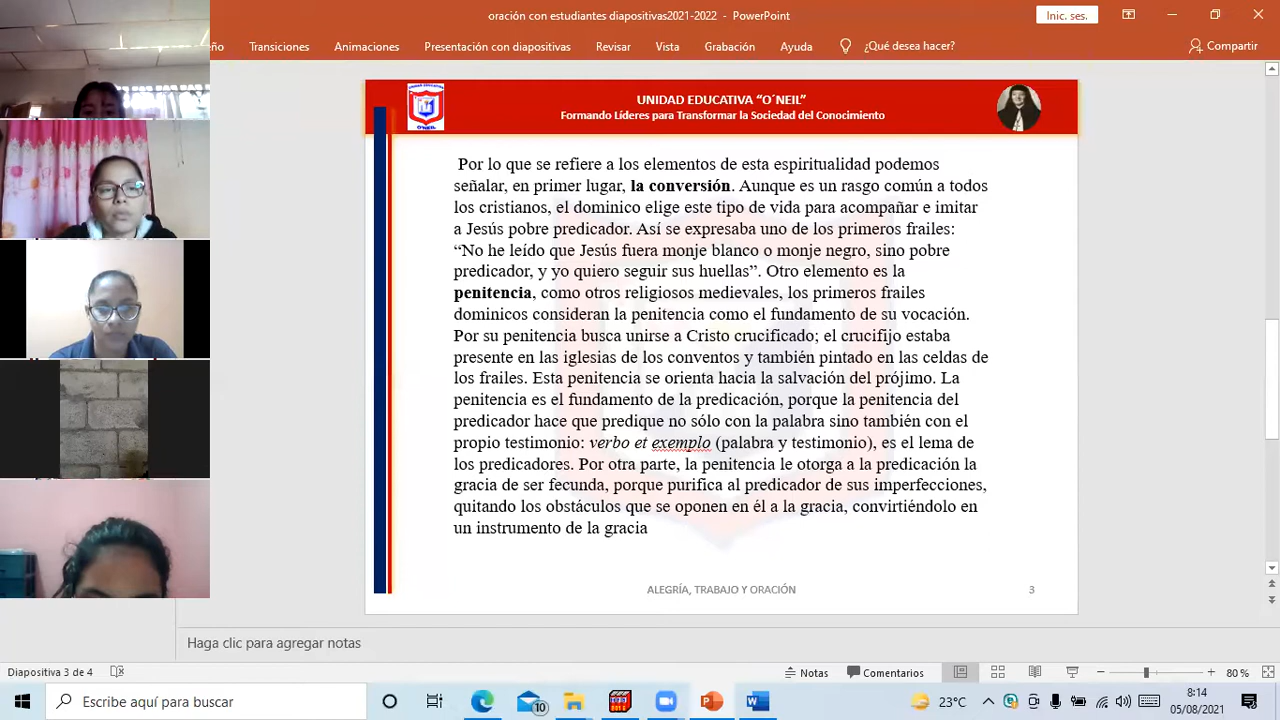 oración con estudiantes diapositivas2021-2022 - PowerPoint
Inic. ses.
ño Transiciones Animaciones Presentación con diapositivas Revisar Vista Grabación Ayuda ¿Qué desea hacer? Compartir
UNIDAD EDUCATIVA “O´NEIL”
Formando Líderes para Transformar la Sociedad del Conocimiento
O'NEIL
Por lo que se refiere a los elementos de esta espiritualidad podemos
señalar, en primer lugar, la conversión. Aunque es un rasgo común a todos
los cristianos, el dominico elige este tipo de vida para acompañar e imitar
a Jesús pobre predicador. Así se expresaba uno de los primeros frailes:
“No he leído que Jesús fuera monje blanco o monje negro, sino pobre
predicador, y yo quiero seguir sus huellas”. Otro elemento es la
penitencia, como otros religiosos medievales, los primeros frailes
dominicos consideran la penitencia como el fundamento de su vocación.
Por su penitencia busca unirse a Cristo crucificado; el crucifijo estaba
presente en las iglesias de los conventos y también pintado en las celdas de
los frailes. Esta penitencia se orienta hacia la salvación del prójimo. La
penitencia es el fundamento de la predicación, porque la penitencia del
predicador hace que predique no sólo con la palabra sino también con el
propio testimonio: verbo et exemplo (palabra y testimonio), es el lema de
los predicadores. Por otra parte, la penitencia le otorga a la predicación la
gracia de ser fecunda, porque purifica al predicador de sus imperfecciones,
quitando los obstáculos que se oponen en él a la gracia, convirtiéndolo en
un instrumento de la gracia
ALEGRÍA, TRABAJO Y ORACIÓN 3
Haga clic para agregar notas
Diapositiva 3 de 4 Notas Comentarios 80 %
Escribe aquí para buscar 10 23°C 8:14
05/08/2021